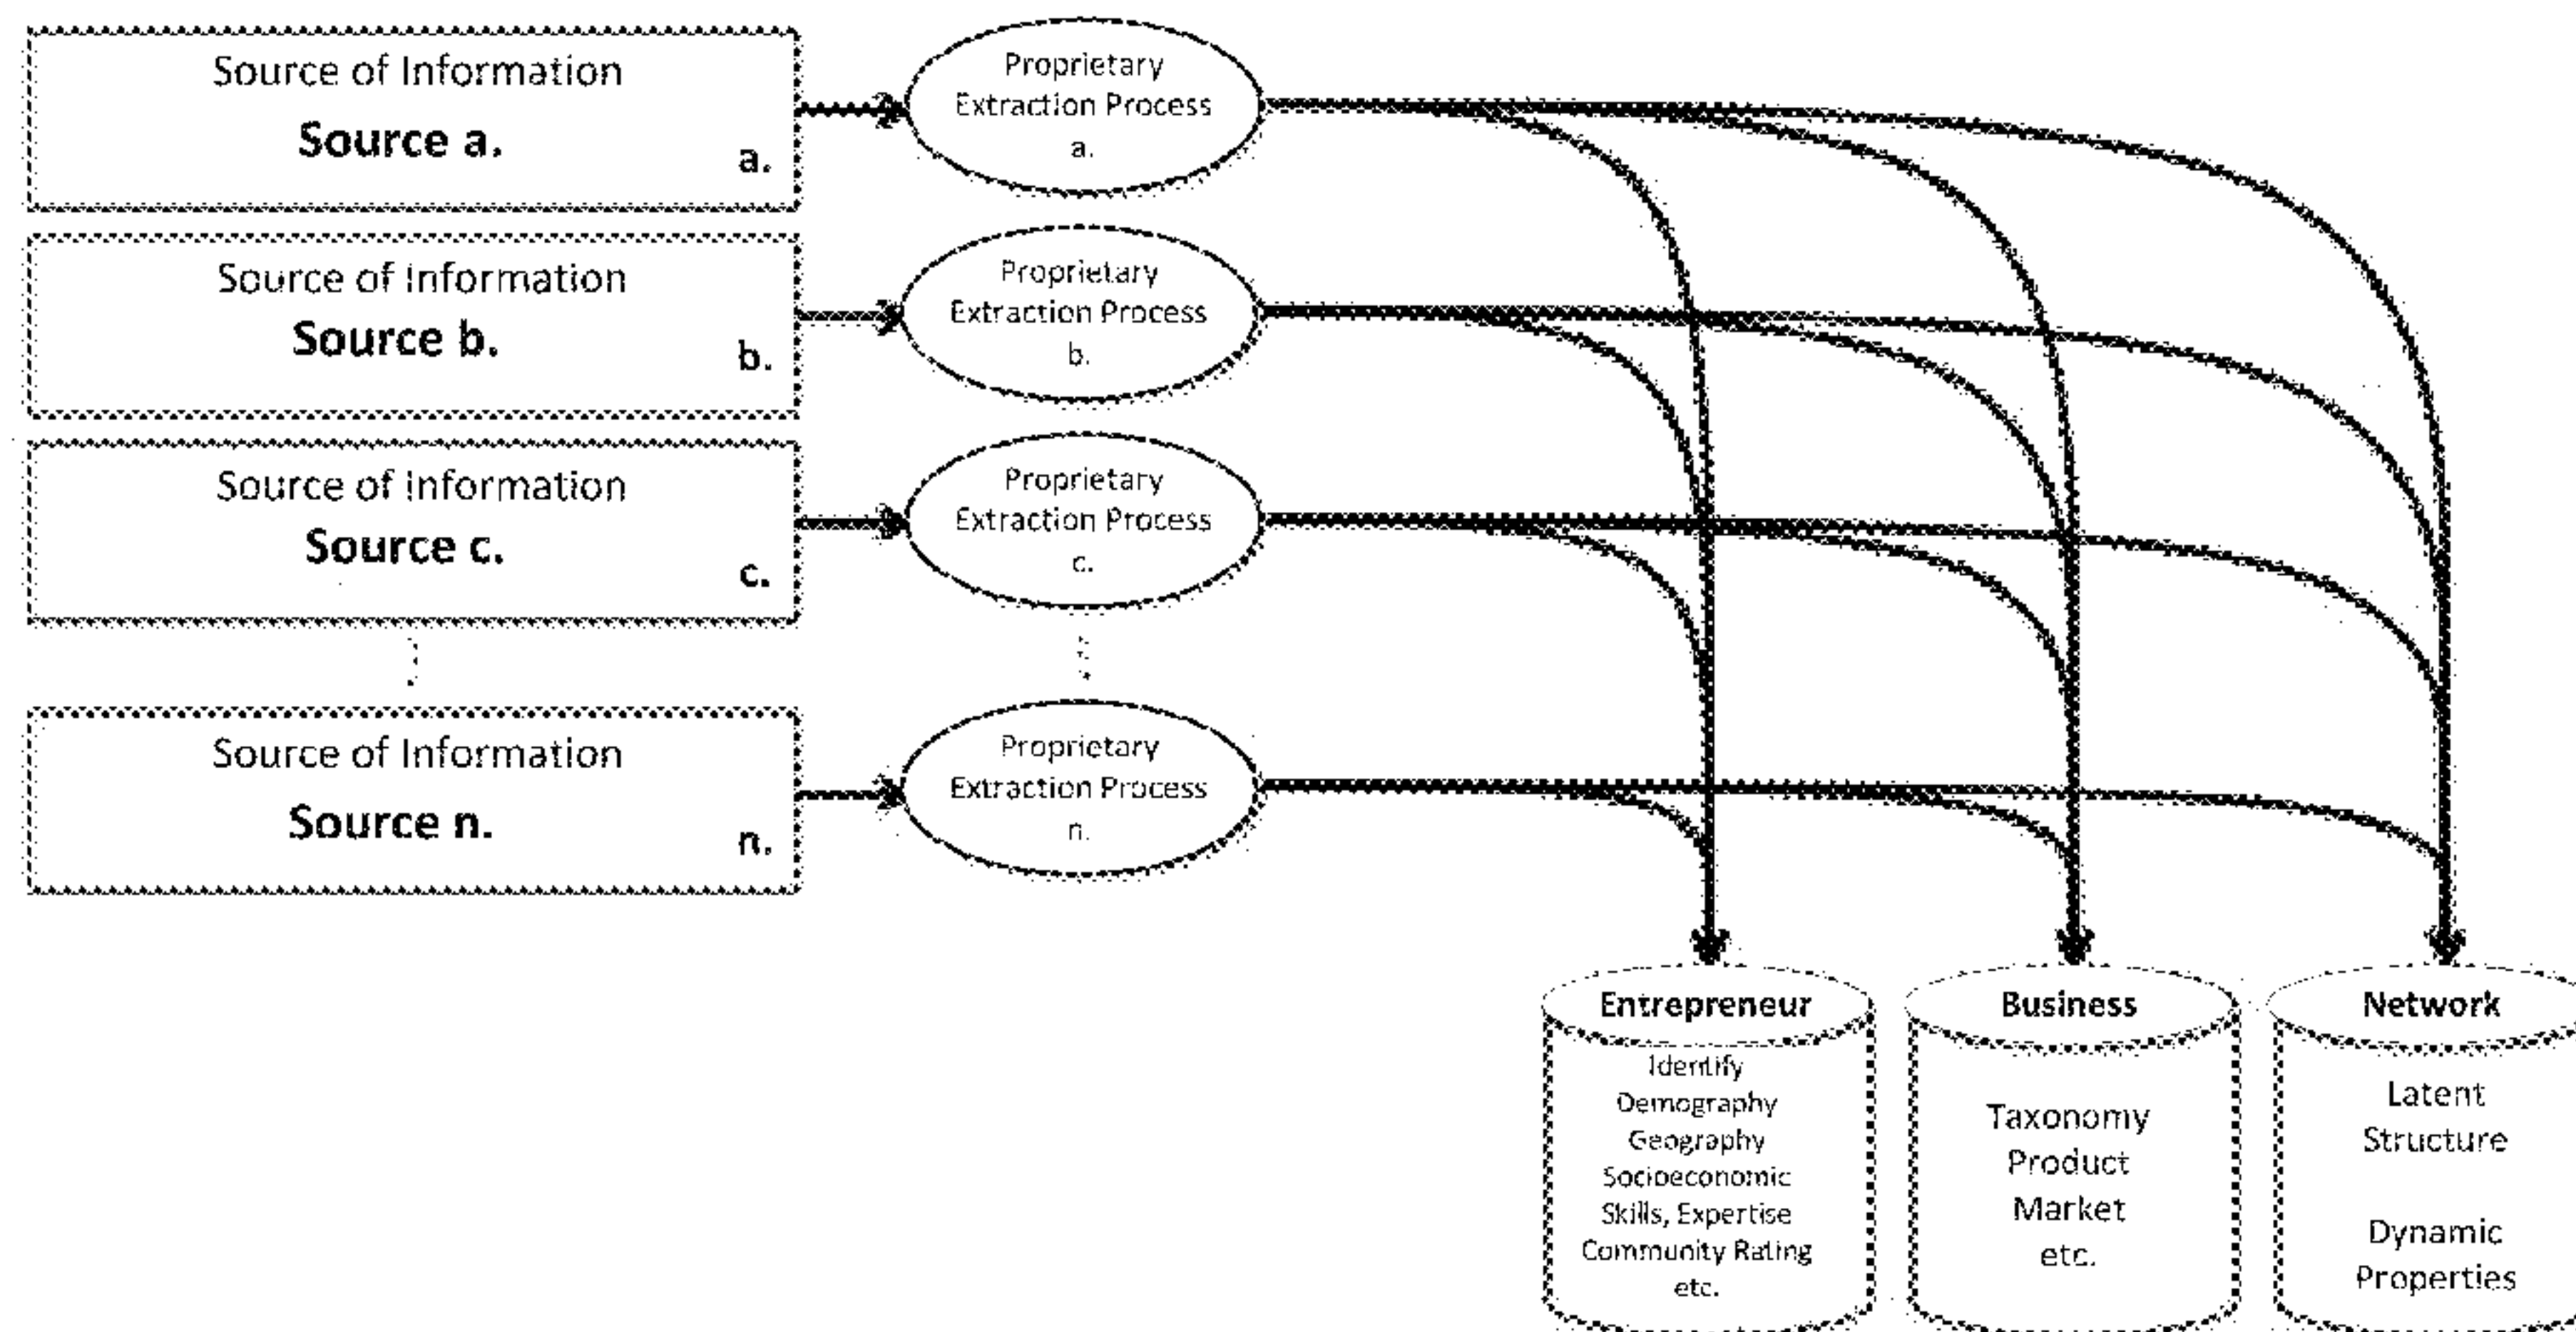 Source of Information
Source a.
a.
Proprietary
Extraction Process
a.
Source of Information
Source b.
b.
Proprietary
Extraction Process
b.
Source of Information
Source c.
c.
Proprietary
Extraction Process
c.
Source of Information
Source n.
n.
Proprietary
Extraction Process
n.
Entrepreneur
Identify
Demography
Geography
Socioeconomic
Skills, Expertise
Community Rating
etc.
Business
Taxonomy
Product
Market
etc.
Network
Latent
Structure
Dynamic
Properties